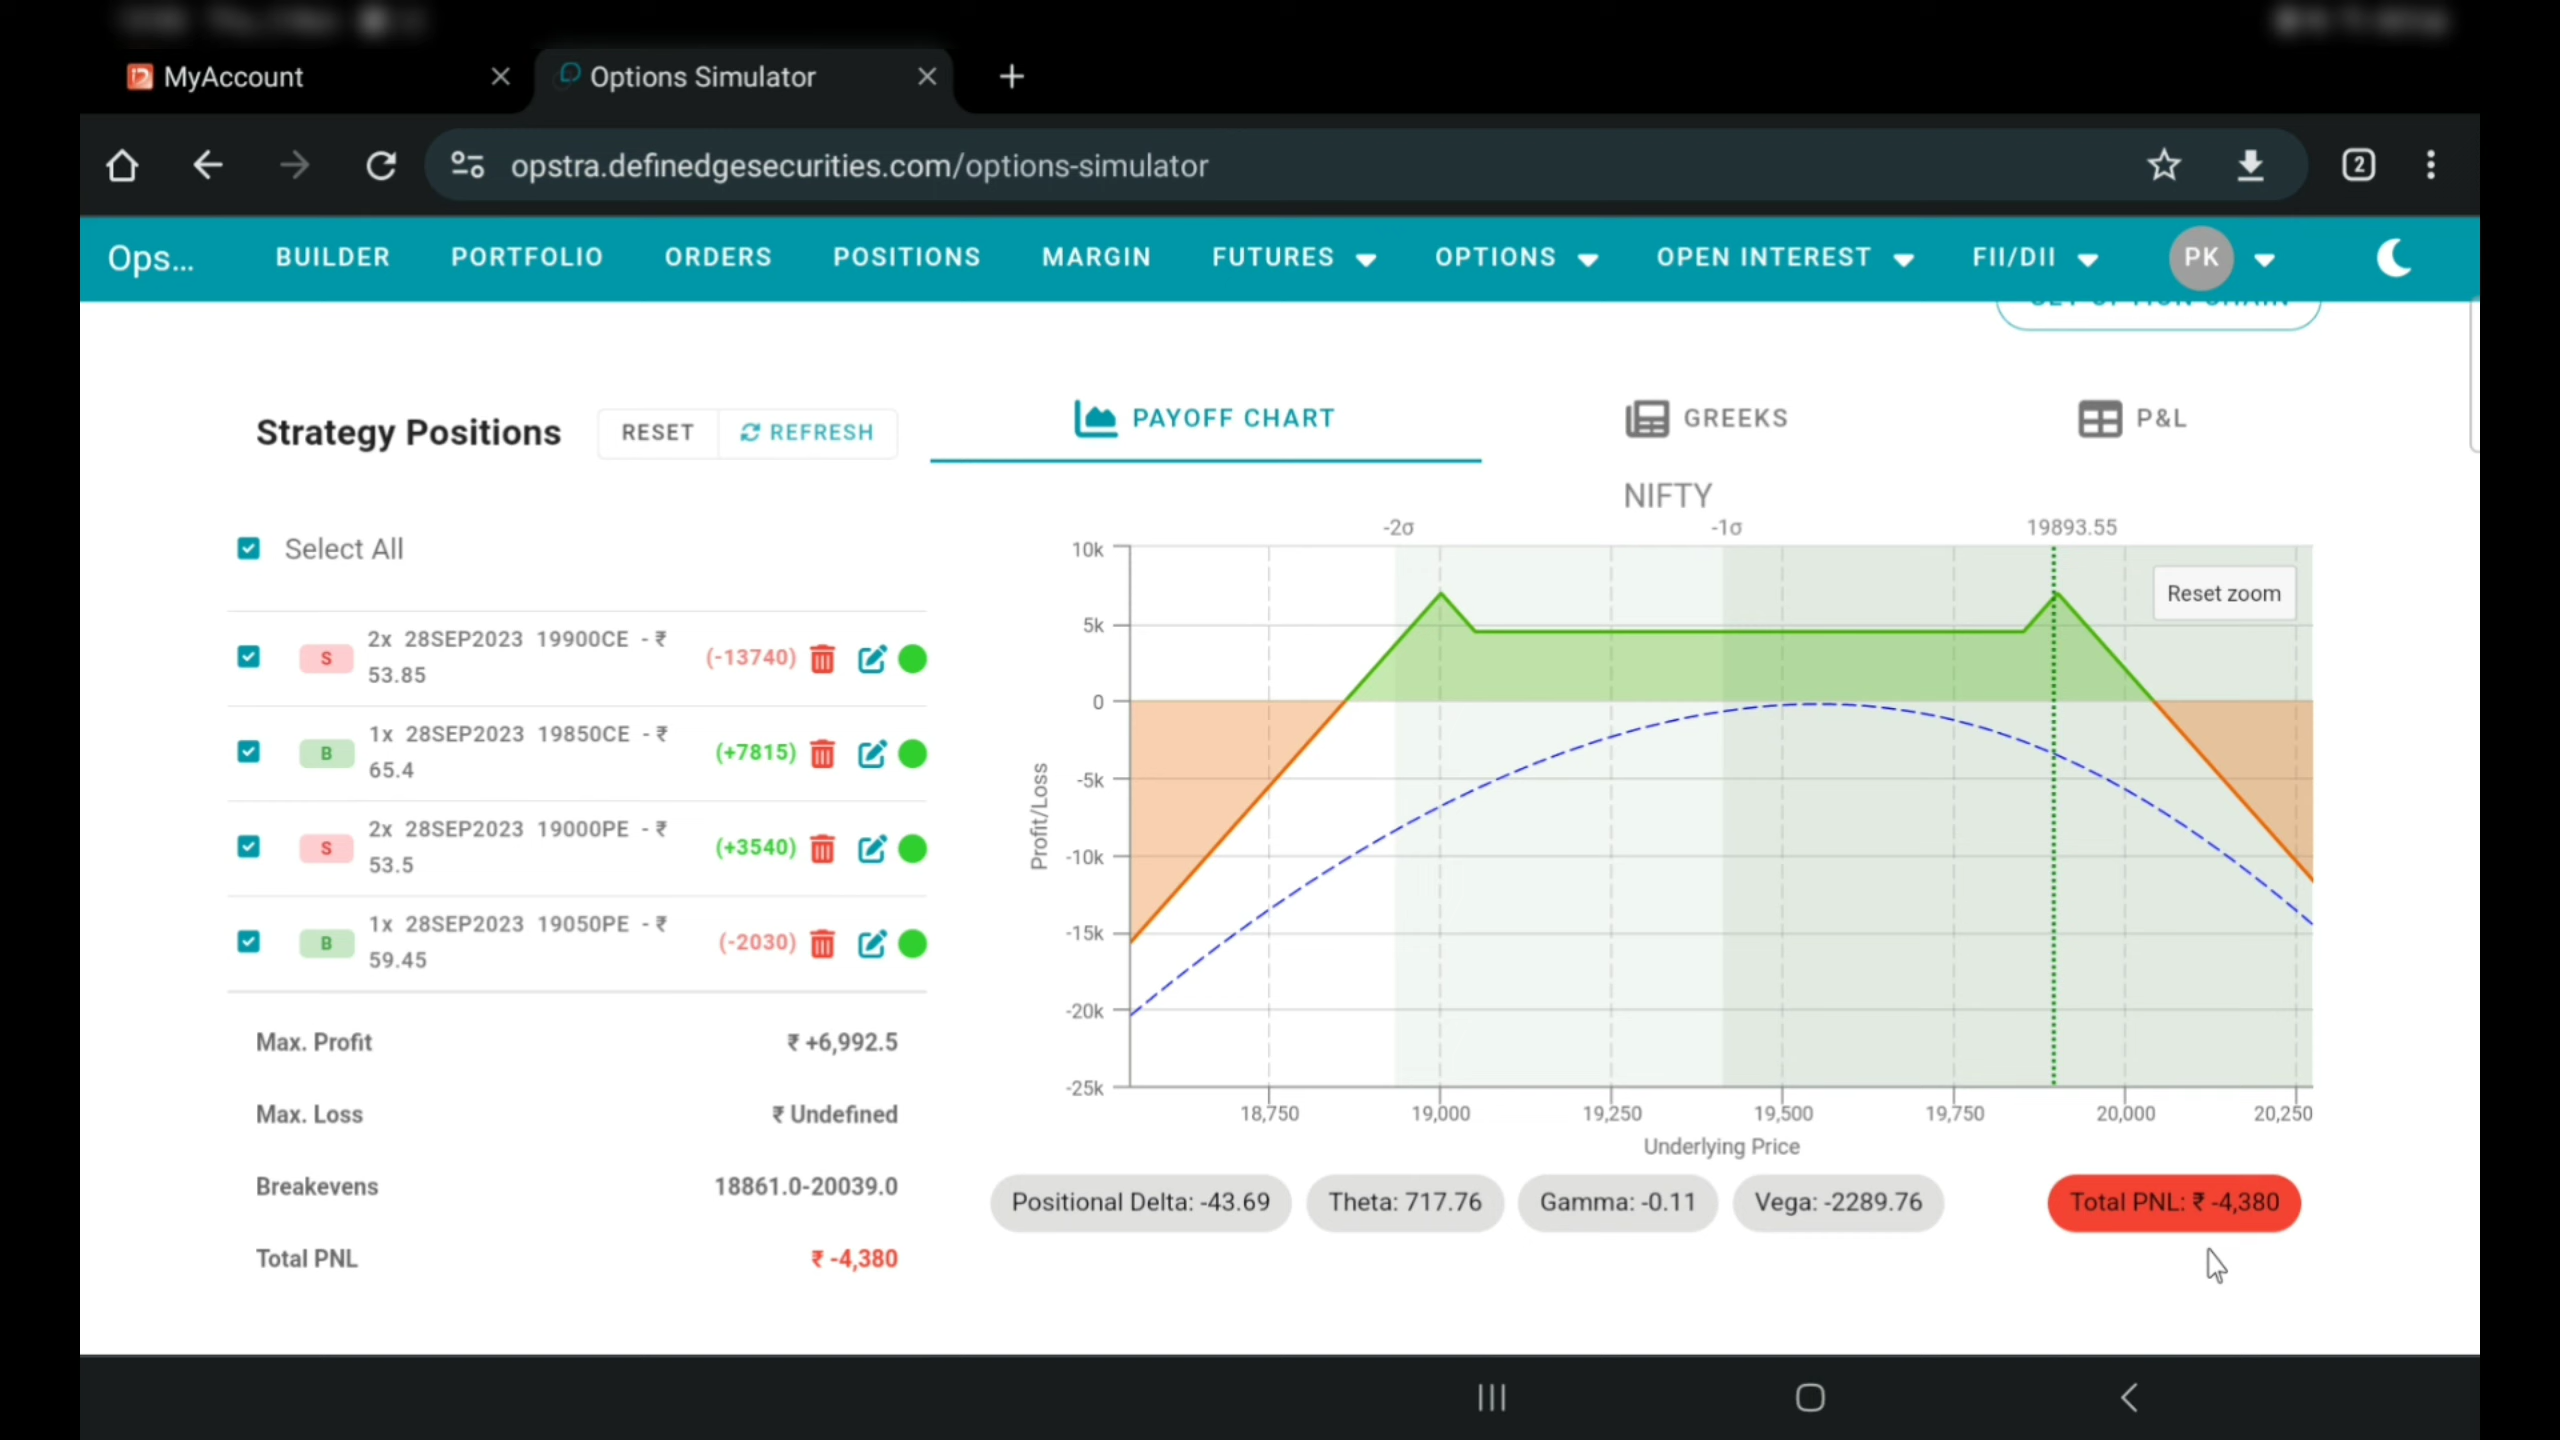 MyAccount
Options Simulator
opstra.definedgesecurities.com/options-simulator
2
Ops...
BUILDER
PORTFOLIO
ORDERS
POSITIONS
MARGIN
FUTURES
OPTIONS
OPEN INTEREST
FII/DII
PK
Strategy Positions
RESET
REFRESH
PAYOFF CHART
GREEKS
P&L
Select All
S
2x 28SEP2023 19900CE - ₹
53.85
(-13740)
B
1x 28SEP2023 19850CE - ₹
65.4
(+7815)
S
2x 28SEP2023 19000PE - ₹
53.5
(+3540)
B
1x 28SEP2023 19050PE - ₹
59.45
(-2030)
Max. Profit
₹ +6,992.5
Max. Loss
₹ Undefined
Breakevens
18861.0-20039.0
Total PNL
₹ -4,380
NIFTY
-2σ
-1σ
19893.55
Reset zoom
10k
5k
0
-5k
-10k
-15k
-20k
-25k
Profit/Loss
18,750
19,000
19,250
19,500
19,750
20,000
20,250
Underlying Price
Positional Delta: -43.69
Theta: 717.76
Gamma: -0.11
Vega: -2289.76
Total PNL: ₹ -4,380